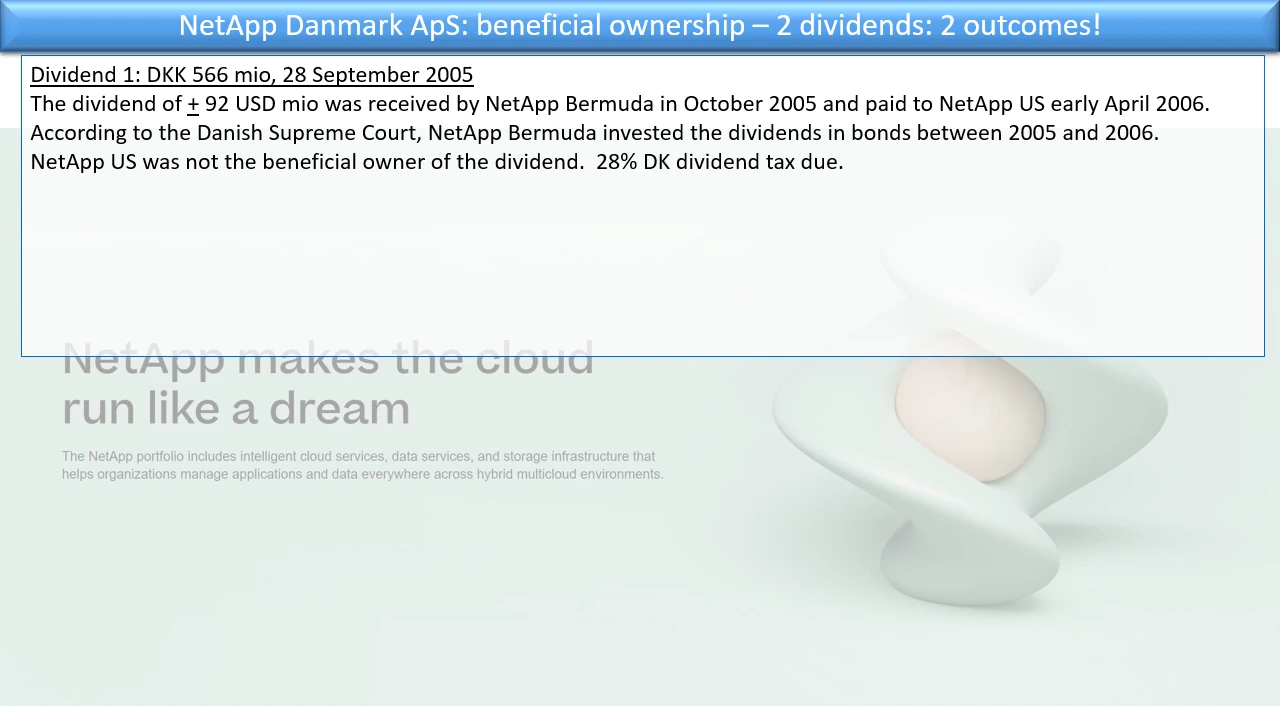 NetApp Danmark ApS: beneficial ownership – 2 dividends: 2 outcomes!
Dividend 1: DKK 566 mio, 28 September 2005
The dividend of + 92 USD mio was received by NetApp Bermuda in October 2005 and paid to NetApp US early April 2006.
According to the Danish Supreme Court, NetApp Bermuda invested the dividends in bonds between 2005 and 2006.
NetApp US was not the beneficial owner of the dividend.  28% DK dividend tax due.
NetApp makes the cloud
run like a dream
The NetApp portfolio includes intelligent cloud services, data services, and storage infrastructure that
helps organizations manage applications and data everywhere across hybrid multicloud environments.